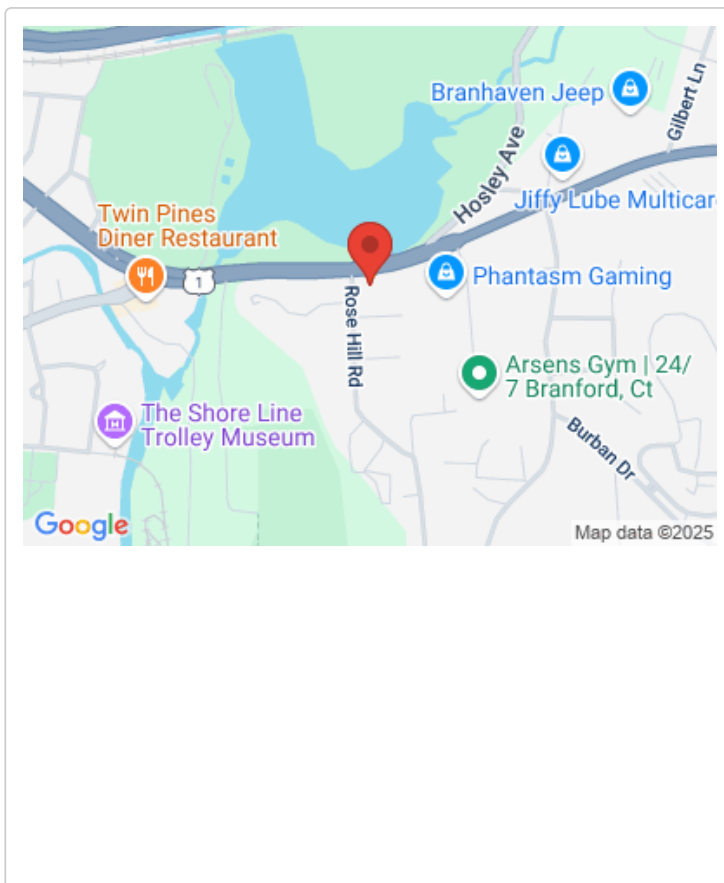 Gilbert Ln
Branhaven Jeep
Hosley Ave
Jiffy Lube Multicar
Twin Pines
Diner Restaurant
1
Phantasm Gaming
Rose Hill Rd
Arsens Gym | 24/
7 Branford, Ct
The Shore Line
Trolley Museum
Burban Dr
Google
Map data ©2025